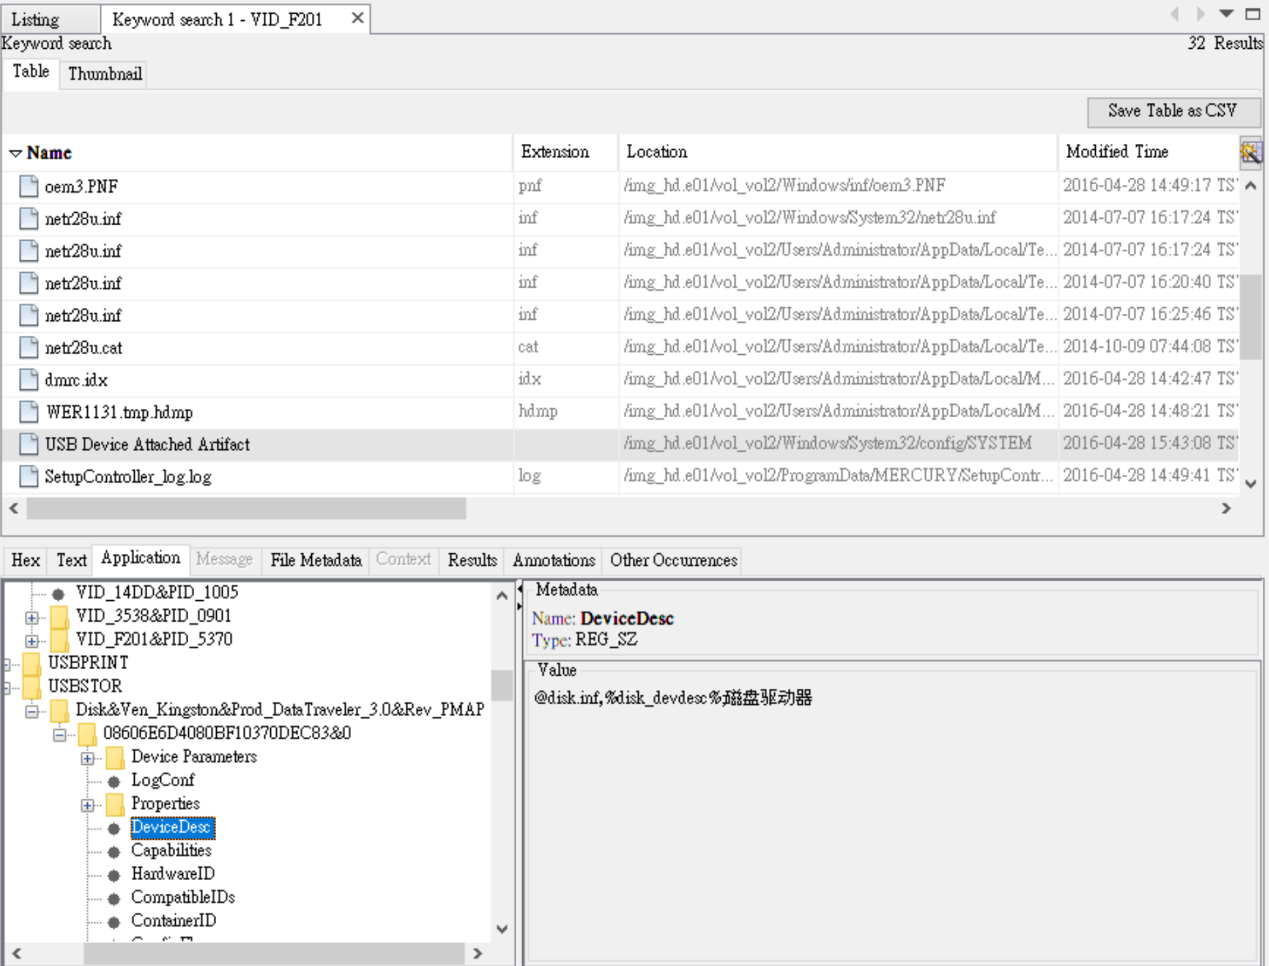 Listing
Keyword search 1 - VID_F201
Keyword search
32 Results
Table Thumbnail
Save Table as CSV
Name Extension Location Modified Time
oem3.PNF pnf /img_hd.e01/vol_vol2/Windows/inf/oem3.PNF 2016-04-28 14:49:17 TS
netr28u.inf inf /img_hd.e01/vol_vol2/Windows/System32/netr28u.inf 2014-07-07 16:17:24 TS
netr28u.inf inf /img_hd.e01/vol_vol2/Users/Administrator/AppData/Local/Te... 2014-07-07 16:17:24 TS
netr28u.inf inf /img_hd.e01/vol_vol2/Users/Administrator/AppData/Local/Te... 2014-07-07 16:20:40 TS
netr28u.inf inf /img_hd.e01/vol_vol2/Users/Administrator/AppData/Local/Te... 2014-07-07 16:25:46 TS
netr28u.cat cat /img_hd.e01/vol_vol2/Users/Administrator/AppData/Local/Te... 2014-10-09 07:44:08 TS
dmrc.idx idx /img_hd.e01/vol_vol2/Users/Administrator/AppData/Local/M... 2016-04-28 14:42:47 TS
WER1131.tmp.hdmp hdmp /img_hd.e01/vol_vol2/Users/Administrator/AppData/Local/M... 2016-04-28 14:48:21 TS
USB Device Attached Artifact /img_hd.e01/vol_vol2/Windows/System32/config/SYSTEM 2016-04-28 15:43:08 TS
SetupController_log.log log /img_hd.e01/vol_vol2/ProgramData/MERCURY/SetupContr... 2016-04-28 14:49:41 TS
Hex Text Application Message File Metadata Context Results Annotations Other Occurrences
VID_14DD&PID_1005
VID_3538&PID_0901
VID_F201&PID_5370
USBPRINT
USBSTOR
Disk&Ven_Kingston&Prod_DataTraveler_3.0&Rev_PMAP
08606E6D4080BF10370DEC83&0
Device Parameters
LogConf
Properties
DeviceDesc
Capabilities
HardwareID
CompatibleIDs
ContainerID
Metadata
Name: DeviceDesc
Type: REG_SZ
Value
@disk.inf,%disk_devdesc%;磁盘驱动器